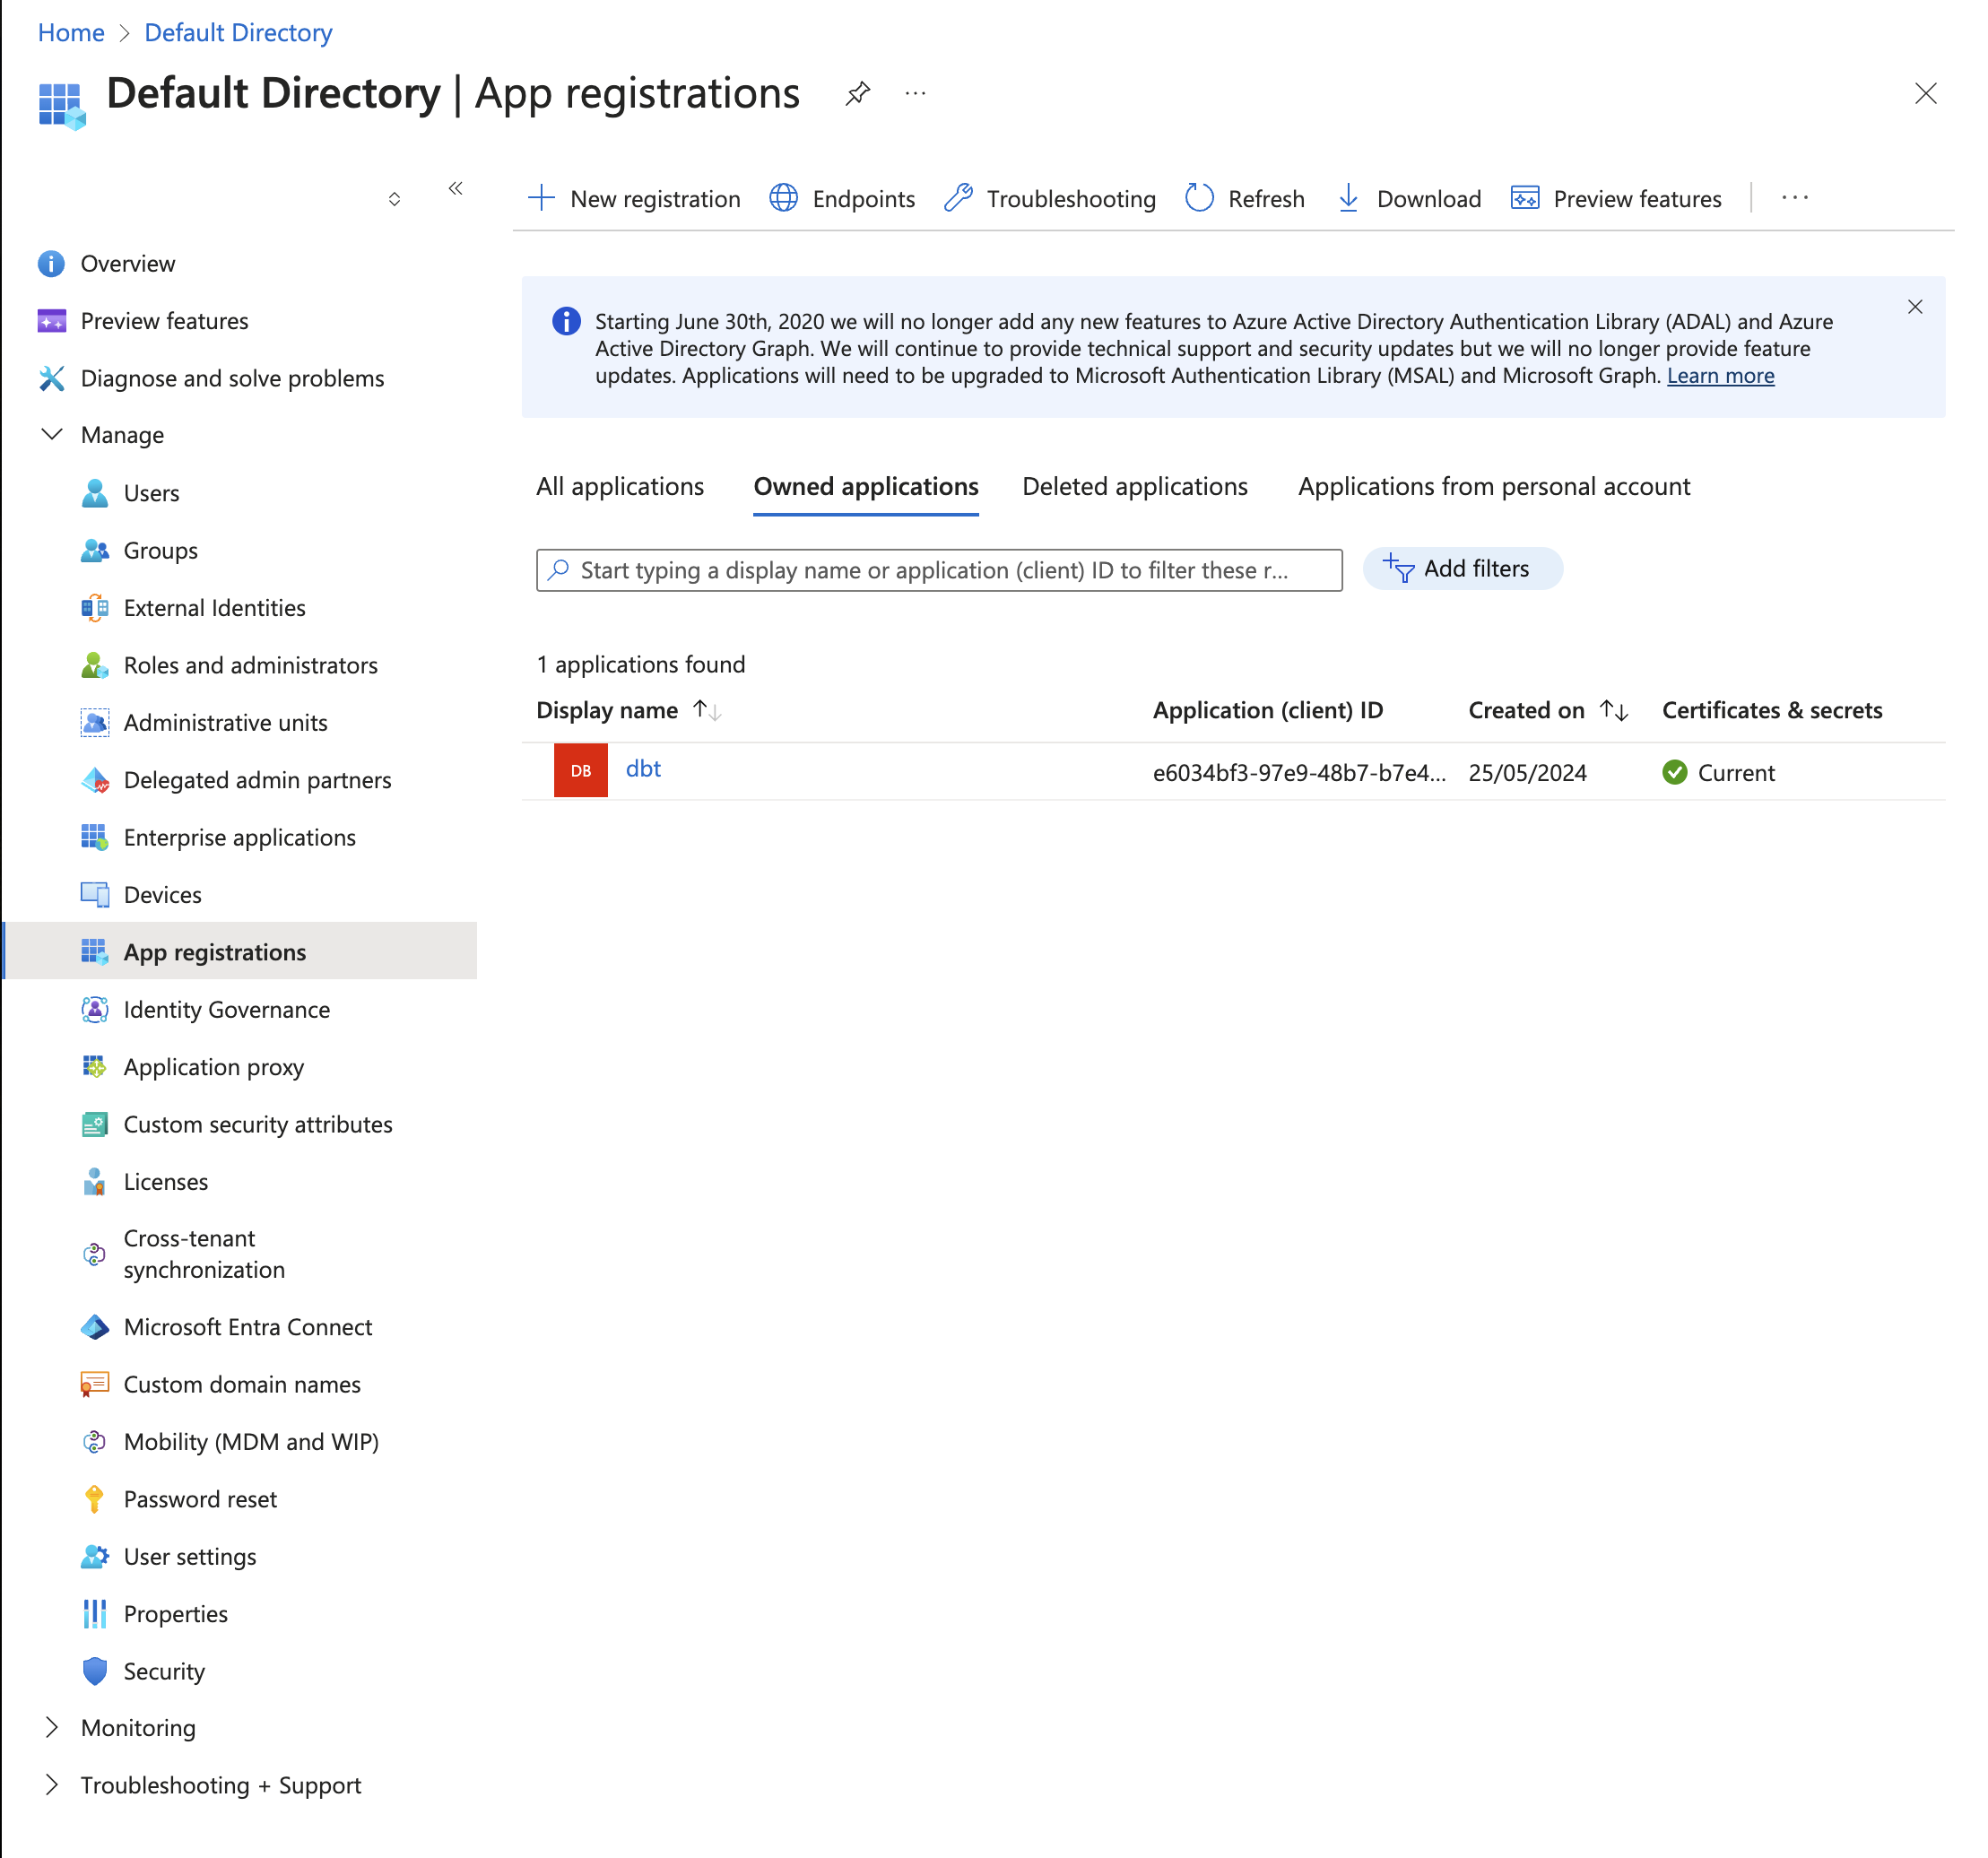 Home > Default Directory
Default Directory | App registrations
New registration
Endpoints
Troubleshooting
Refresh
Download
Preview features
Overview
Preview features
Diagnose and solve problems
Manage
Users
Groups
External Identities
Roles and administrators
Administrative units
Delegated admin partners
Enterprise applications
Devices
App registrations
Identity Governance
Application proxy
Custom security attributes
Licenses
Cross-tenant
synchronization
Microsoft Entra Connect
Custom domain names
Mobility (MDM and WIP)
Password reset
User settings
Properties
Security
Monitoring
Troubleshooting + Support
Starting June 30th, 2020 we will no longer add any new features to Azure Active Directory Authentication Library (ADAL) and Azure
Active Directory Graph. We will continue to provide technical support and security updates but we will no longer provide feature
updates. Applications will need to be upgraded to Microsoft Authentication Library (MSAL) and Microsoft Graph. Learn more
All applications
Owned applications
Deleted applications
Applications from personal account
Start typing a display name or application (client) ID to filter these r...
Add filters
1 applications found
Display name
Application (client) ID
Created on
Certificates & secrets
DB
dbt
e6034bf3-97e9-48b7-b7e4...
25/05/2024
Current